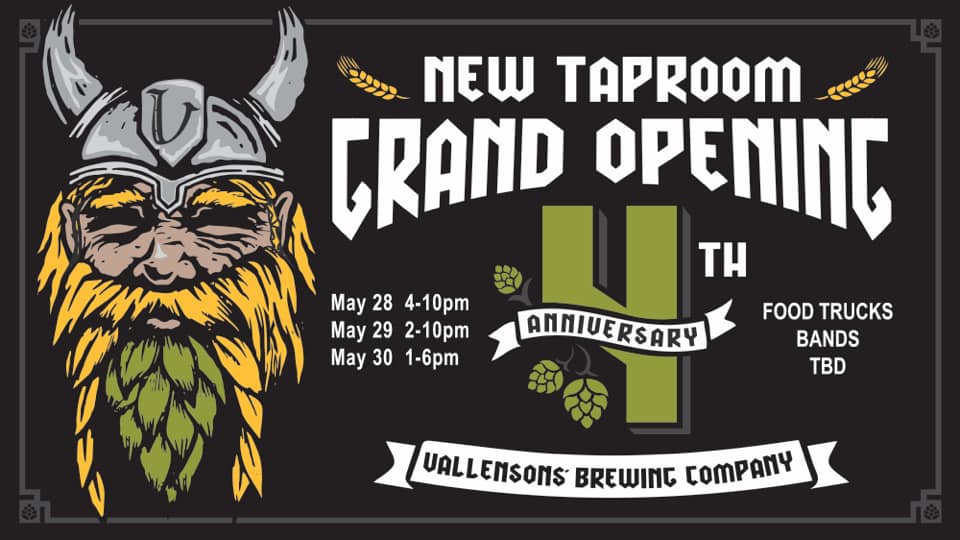 V
NEW TAPROOM
GRAND OPENING
4TH
ANNIVERSARY
May 28 4-10pm
May 29 2-10pm
May 30 1-6pm
FOOD TRUCKS
BANDS
TBD
VALLENSONS' BREWING COMPANY